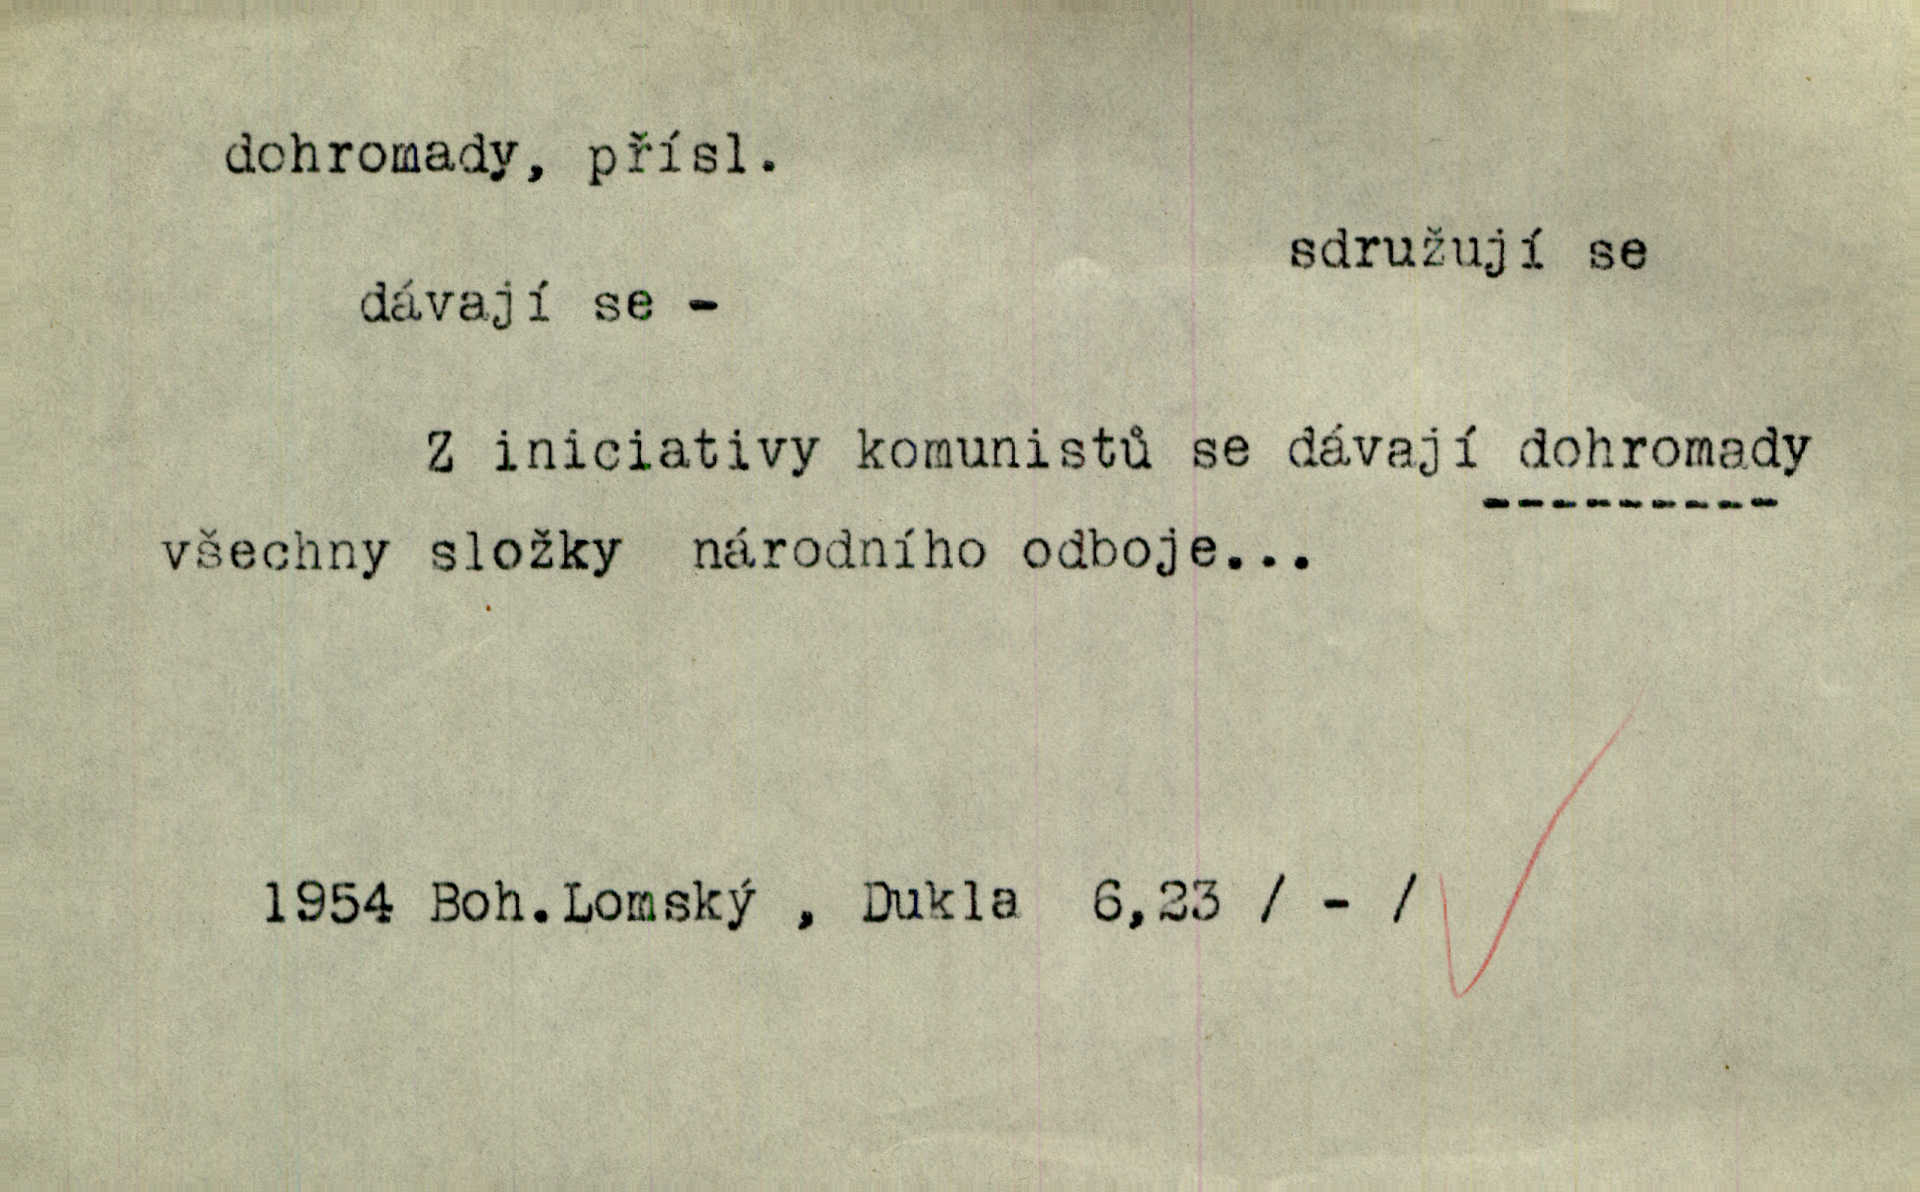 dohromady, přísl.
sdružují se
dávají se -
Z iniciativy komunistů se dávají dohromady
všechny složky národního odboje...
1954 Boh.Lomský , Dukla 6,23 / - /